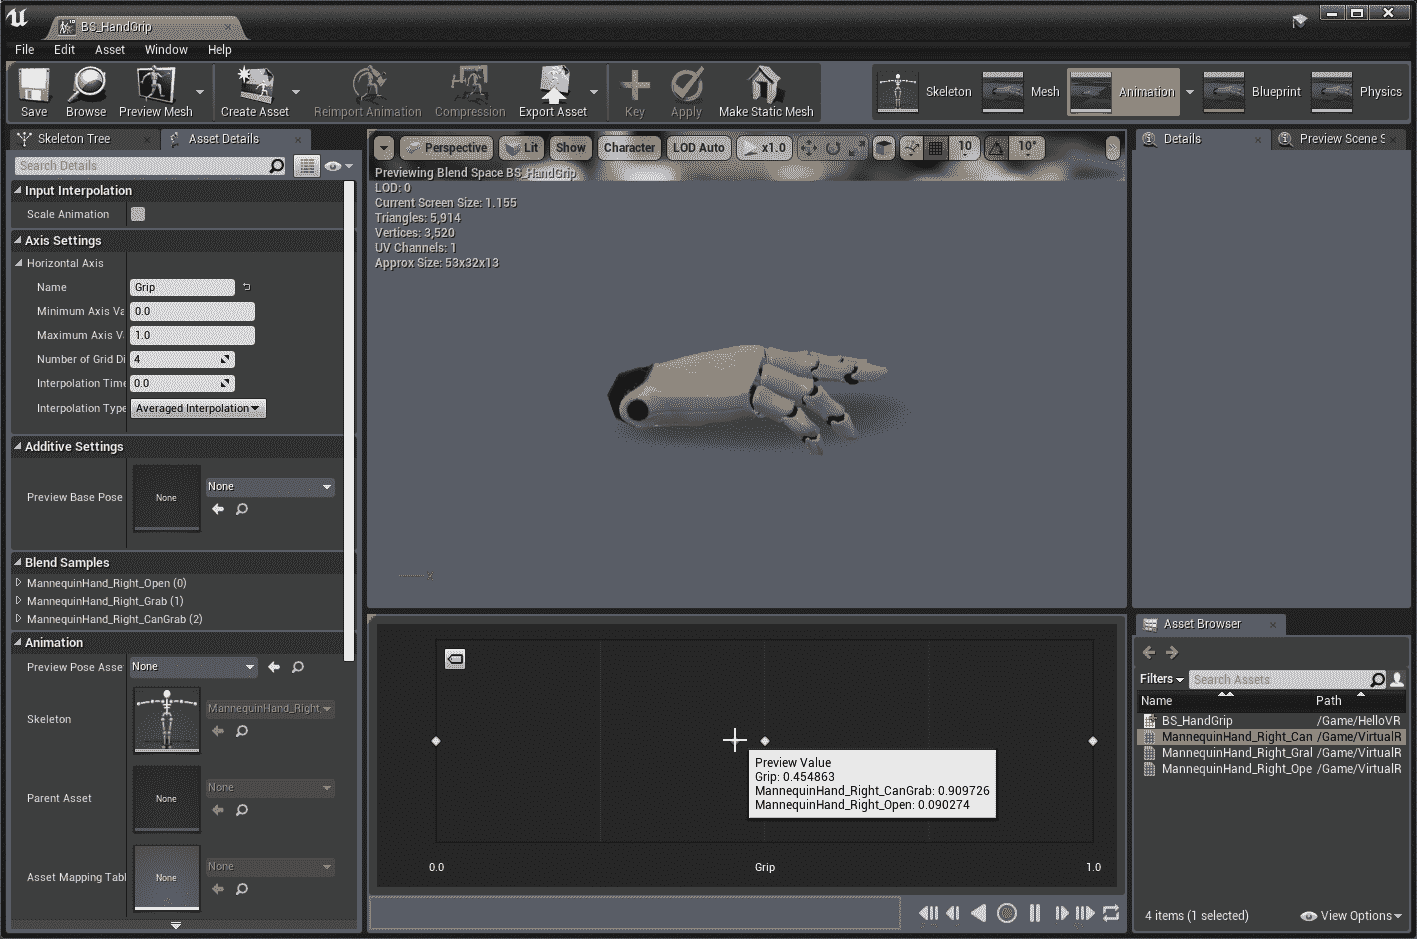 BS_HandGrip
File Edit Asset Window Help
Save Browse Preview Mesh Create Asset Reimport Animation Compression Export Asset Key Apply Make Static Mesh Skeleton Mesh Animation Blueprint Physics
Skeleton Tree Asset Details
Search Details
Input Interpolation
Scale Animation
Axis Settings
Horizontal Axis
Name Grip
Minimum Axis Va 0.0
Maximum Axis V 1.0
Number of Grid Di 4
Interpolation Time 0.0
Interpolation Type Averaged Interpolation
Additive Settings
Preview Base Pose None None
Blend Samples
MannequinHand_Right_Open (0)
MannequinHand_Right_Grab (1)
MannequinHand_Right_CanGrab (2)
Animation
Preview Pose Asse None
Skeleton MannequinHand_Right_
Parent Asset None None
Asset Mapping Tabl None None
Perspective Lit Show Character LOD Auto x1.0 10 10°
Previewing Blend Space BS_HandGrip
LOD: 0
Current Screen Size: 1.155
Triangles: 5,914
Vertices: 3,520
UV Channels: 1
Approx Size: 53x32x13
Preview Value
Grip: 0.454863
MannequinHand_Right_CanGrab: 0.909726
MannequinHand_Right_Open: 0.090274
0.0 Grip 1.0
Details Preview Scene S
Asset Browser
Filters Search Assets
Name Path
BS_HandGrip /Game/HelloVR
MannequinHand_Right_Can /Game/VirtualR
MannequinHand_Right_Gral /Game/VirtualR
MannequinHand_Right_Ope /Game/VirtualR
4 items (1 selected) View Options